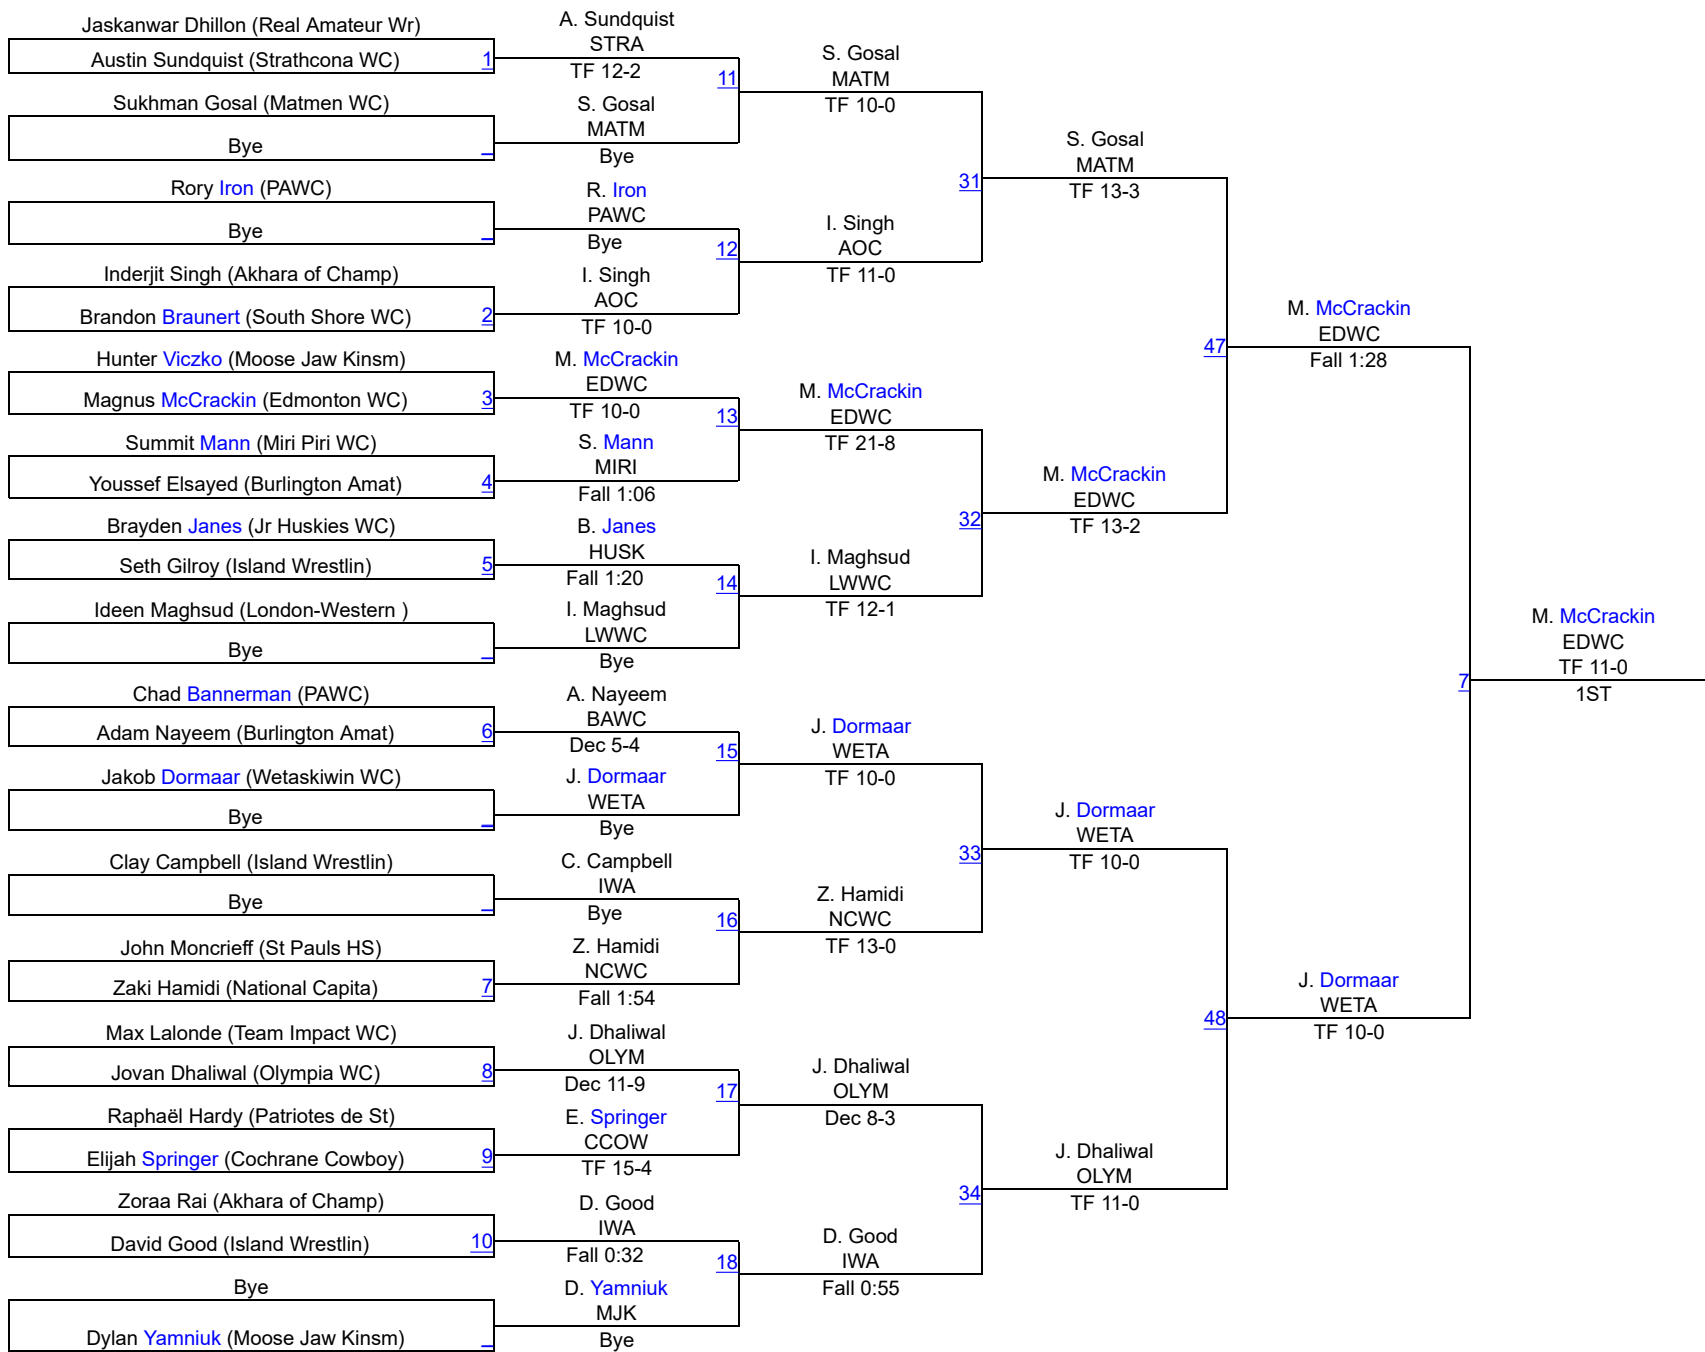 Jaskanwar Dhillon (Real Amateur Wr)
Austin Sundquist (Strathcona WC) 1
Sukhman Gosal (Matmen WC)
Bye
Rory Iron (PAWC)
Bye
Inderjit Singh (Akhara of Champ)
Brandon Braunert (South Shore WC) 2
Hunter Viczko (Moose Jaw Kinsm)
Magnus McCrackin (Edmonton WC) 3
Summit Mann (Miri Piri WC)
Youssef Elsayed (Burlington Amat) 4
Brayden Janes (Jr Huskies WC)
Seth Gilroy (Island Wrestlin) 5
Ideen Maghsud (London-Western )
Bye
Chad Bannerman (PAWC)
Adam Nayeem (Burlington Amat) 6
Jakob Dormaar (Wetaskiwin WC)
Bye
Clay Campbell (Island Wrestlin)
Bye
John Moncrieff (St Pauls HS)
Zaki Hamidi (National Capita) 7
Max Lalonde (Team Impact WC)
Jovan Dhaliwal (Olympia WC) 8
Raphaël Hardy (Patriotes de St)
Elijah Springer (Cochrane Cowboy) 9
Zoraa Rai (Akhara of Champ)
David Good (Island Wrestlin) 10
Bye
Dylan Yamniuk (Moose Jaw Kinsm)
A. Sundquist
STRA
TF 12-2
11
S. Gosal
MATM
Bye
R. Iron
PAWC
Bye
12
I. Singh
AOC
TF 10-0
M. McCrackin
EDWC
TF 10-0
13
S. Mann
MIRI
Fall 1:06
B. Janes
HUSK
Fall 1:20
14
I. Maghsud
LWWC
Bye
A. Nayeem
BAWC
Dec 5-4
15
J. Dormaar
WETA
Bye
C. Campbell
IWA
Bye
16
Z. Hamidi
NCWC
Fall 1:54
J. Dhaliwal
OLYM
Dec 11-9
17
E. Springer
CCOW
TF 15-4
D. Good
IWA
Fall 0:32
18
D. Yamniuk
MJK
Bye
S. Gosal
MATM
TF 10-0
31
I. Singh
AOC
TF 11-0
M. McCrackin
EDWC
TF 21-8
32
I. Maghsud
LWWC
TF 12-1
J. Dormaar
WETA
TF 10-0
33
Z. Hamidi
NCWC
TF 13-0
J. Dhaliwal
OLYM
Dec 8-3
34
D. Good
IWA
Fall 0:55
S. Gosal
MATM
TF 13-3
47
M. McCrackin
EDWC
TF 13-2
J. Dormaar
WETA
TF 10-0
48
J. Dhaliwal
OLYM
TF 11-0
M. McCrackin
EDWC
Fall 1:28
7
J. Dormaar
WETA
TF 10-0
M. McCrackin
EDWC
TF 11-0
1ST